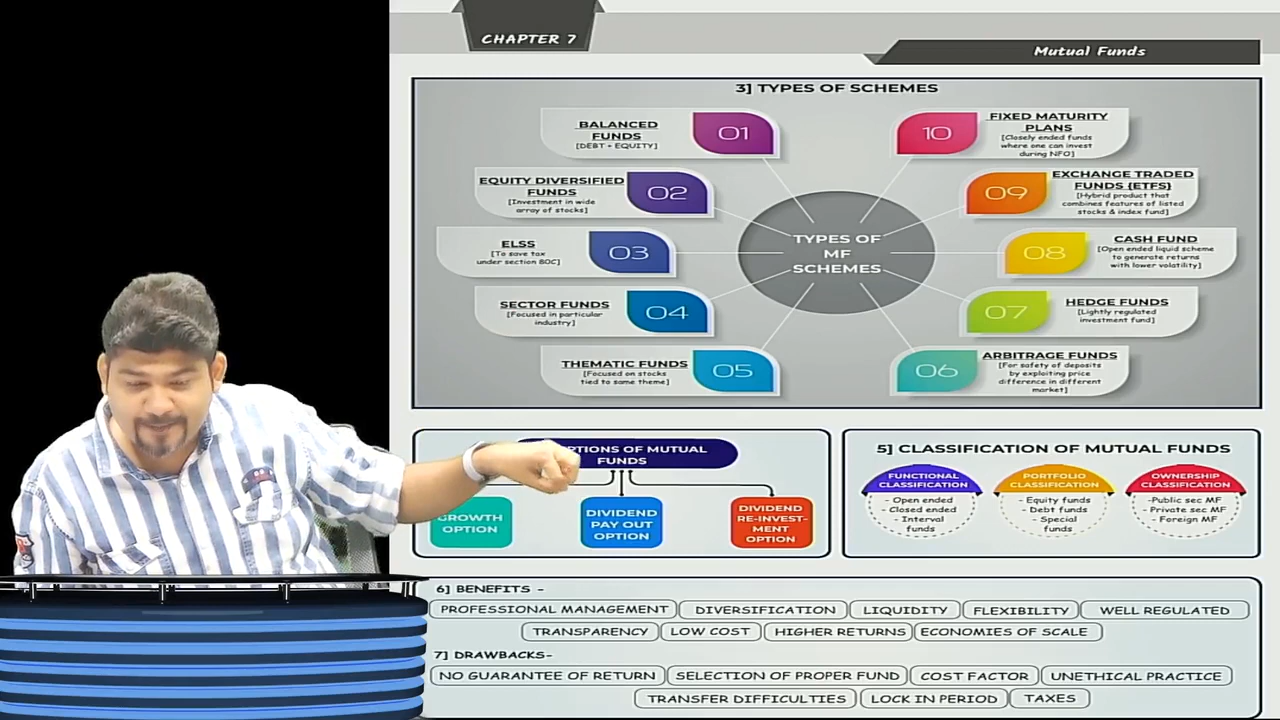 CHAPTER 7
Mutual Funds
3] TYPES OF SCHEMES
BALANCED
FUNDS
[DEBT + EQUITY]
01
EQUITY DIVERSIFIED
FUNDS
[Investment in wide
array of stocks]
02
ELSS
[To save tax
under section 80C]
03
SECTOR FUNDS
[Focused in particular
industry]
04
THEMATIC FUNDS
[Focused on stocks
tied to same theme]
05
TYPES OF
MF
SCHEMES
10
FIXED MATURITY
PLANS
[Closely ended funds
where one can invest
during NFO]
09
EXCHANGE TRADED
FUNDS (ETFS)
[Hybrid product that
combines features of listed
stocks & index fund]
08
CASH FUND
[Open ended liquid scheme
to generate returns
with lower volatility]
07
HEDGE FUNDS
[Lightly regulated
investment fund]
06
ARBITRAGE FUNDS
[For safety of deposits
by exploiting price
difference in different
market]
OF MUTUAL
FUNDS
GROWTH
OPTION
DIVIDEND
PAY OUT
OPTION
DIVIDEND
RE-INVEST-
MENT
OPTION
5] CLASSIFICATION OF MUTUAL FUNDS
FUNCTIONAL
CLASSIFICATION
- Open ended
- Closed ended
- Interval
funds
PORTFOLIO
CLASSIFICATION
- Equity funds
- Debt funds
- Special
funds
OWNERSHIP
CLASSIFICATION
-Public sec MF
-Private sec MF
- Foreign MF
6] BENEFITS -
PROFESSIONAL MANAGEMENT DIVERSIFICATION LIQUIDITY FLEXIBILITY WELL REGULATED
TRANSPARENCY LOW COST HIGHER RETURNS ECONOMIES OF SCALE
7] DRAWBACKS-
NO GUARANTEE OF RETURN SELECTION OF PROPER FUND COST FACTOR UNETHICAL PRACTICE
TRANSFER DIFFICULTIES LOCK IN PERIOD TAXES